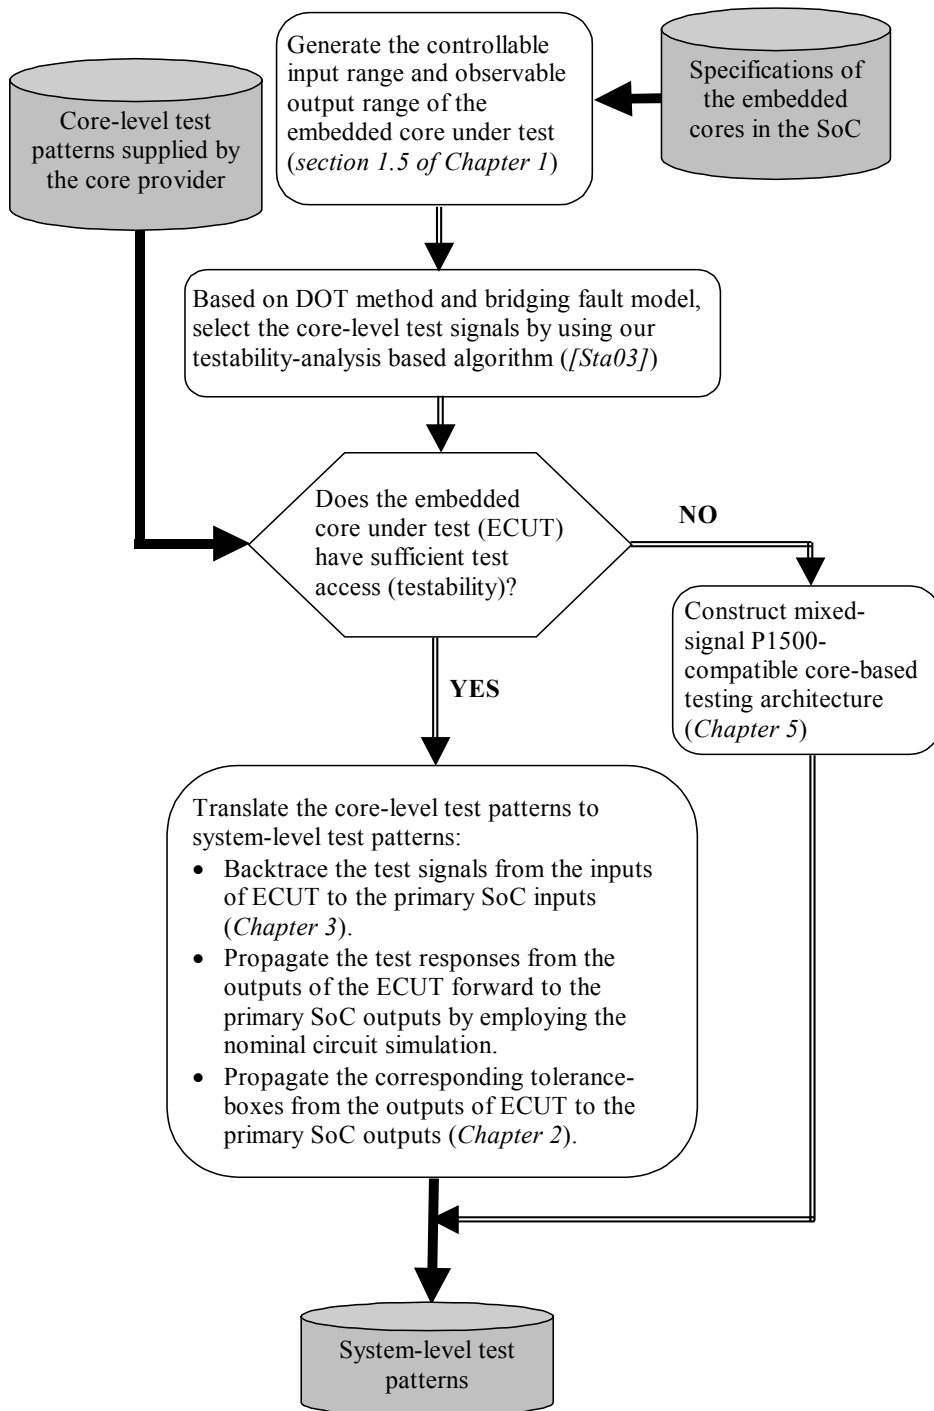 Generate the controllable
input range and observable
output range of the
embedded core under test
(section 1.5 of Chapter 1)
Specifications of
the embedded
cores in the SoC
Core-level test
patterns supplied by
the core provider
Based on DOT method and bridging fault model,
select the core-level test signals by using our
testability-analysis based algorithm ([Sta03])
Does the embedded
core under test (ECUT)
have sufficient test
access (testability)?
NO
YES
Construct mixed-
signal P1500-
compatible core-based
testing architecture
(Chapter 5)
Translate the core-level test patterns to
system-level test patterns:
• Backtrace the test signals from the inputs
of ECUT to the primary SoC inputs
(Chapter 3).
• Propagate the test responses from the
outputs of the ECUT forward to the
primary SoC outputs by employing the
nominal circuit simulation.
• Propagate the corresponding tolerance-
boxes from the outputs of ECUT to the
primary SoC outputs (Chapter 2).
System-level test
patterns